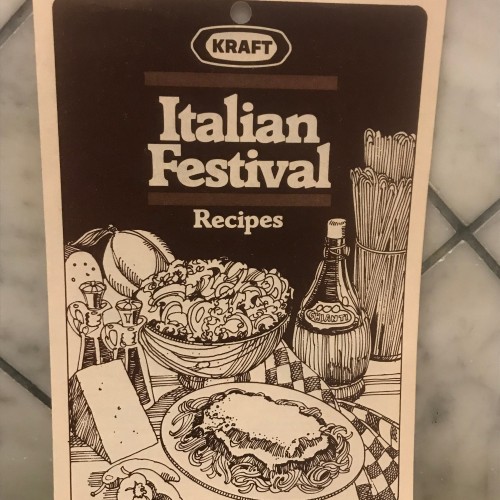 KRAFT
Italian
Festival
Recipes
CHIANTI